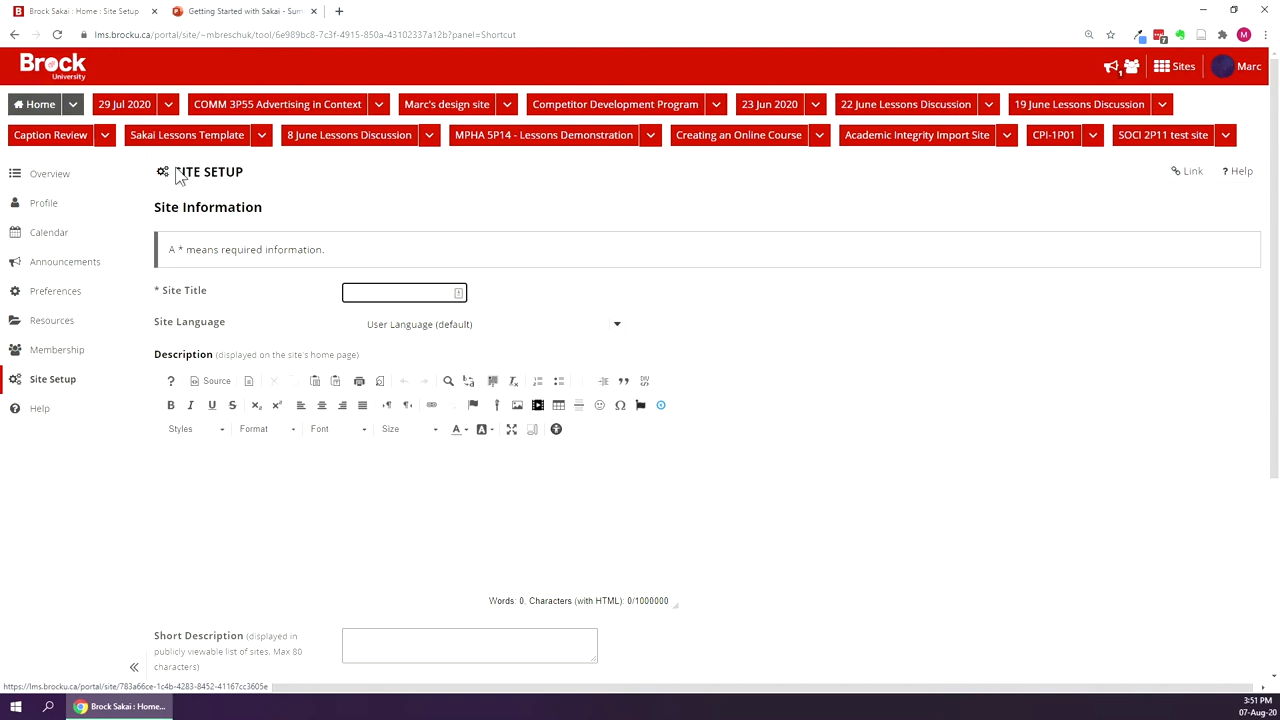 Brock Sakai : Home : Site Setup
Getting Started with Sakai - Sum
lms.brocku.ca/portal/site/~mbreschuk/tool/6e989bc8-7c3f-4915-850a-43102337a12b?panel=Shortcut
Brock University
1 Sites Marc
Home 29 Jul 2020 COMM 3P55 Advertising in Context Marc's design site Competitor Development Program 23 Jun 2020 22 June Lessons Discussion 19 June Lessons Discussion
Caption Review Sakai Lessons Template 8 June Lessons Discussion MPHA 5P14 - Lessons Demonstration Creating an Online Course Academic Integrity Import Site CPI-1P01 SOCI 2P11 test site
Overview
Profile
Calendar
Announcements
Preferences
Resources
Membership
Site Setup
Help
SITE SETUP
Link ? Help
Site Information
A * means required information.
* Site Title
Site Language User Language (default)
Description (displayed on the site's home page)
? Source
B I U S x₂ x² Ω
Styles Format Font Size A A
Words: 0, Characters (with HTML): 0/1000000
Short Description (displayed in
publicly viewable list of sites. Max 80
characters)
https://lms.brocku.ca/portal/site/783a66ce-1c4b-4283-8452-41167cc3605e
Brock Sakai : Home...
3:51 PM
07-Aug-20